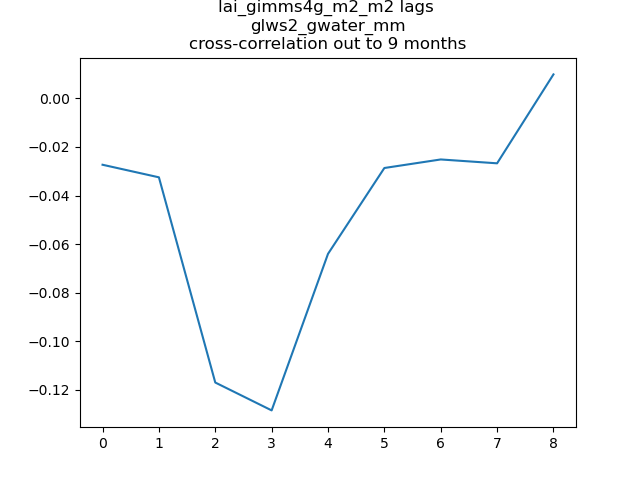 lai_gimms4g_m2_m2 lags
glws2_gwater_mm
cross-correlation out to 9 months
0.00
−0.02
−0.04
−0.06
−0.08
−0.10
−0.12
0 1 2 3 4 5 6 7 8